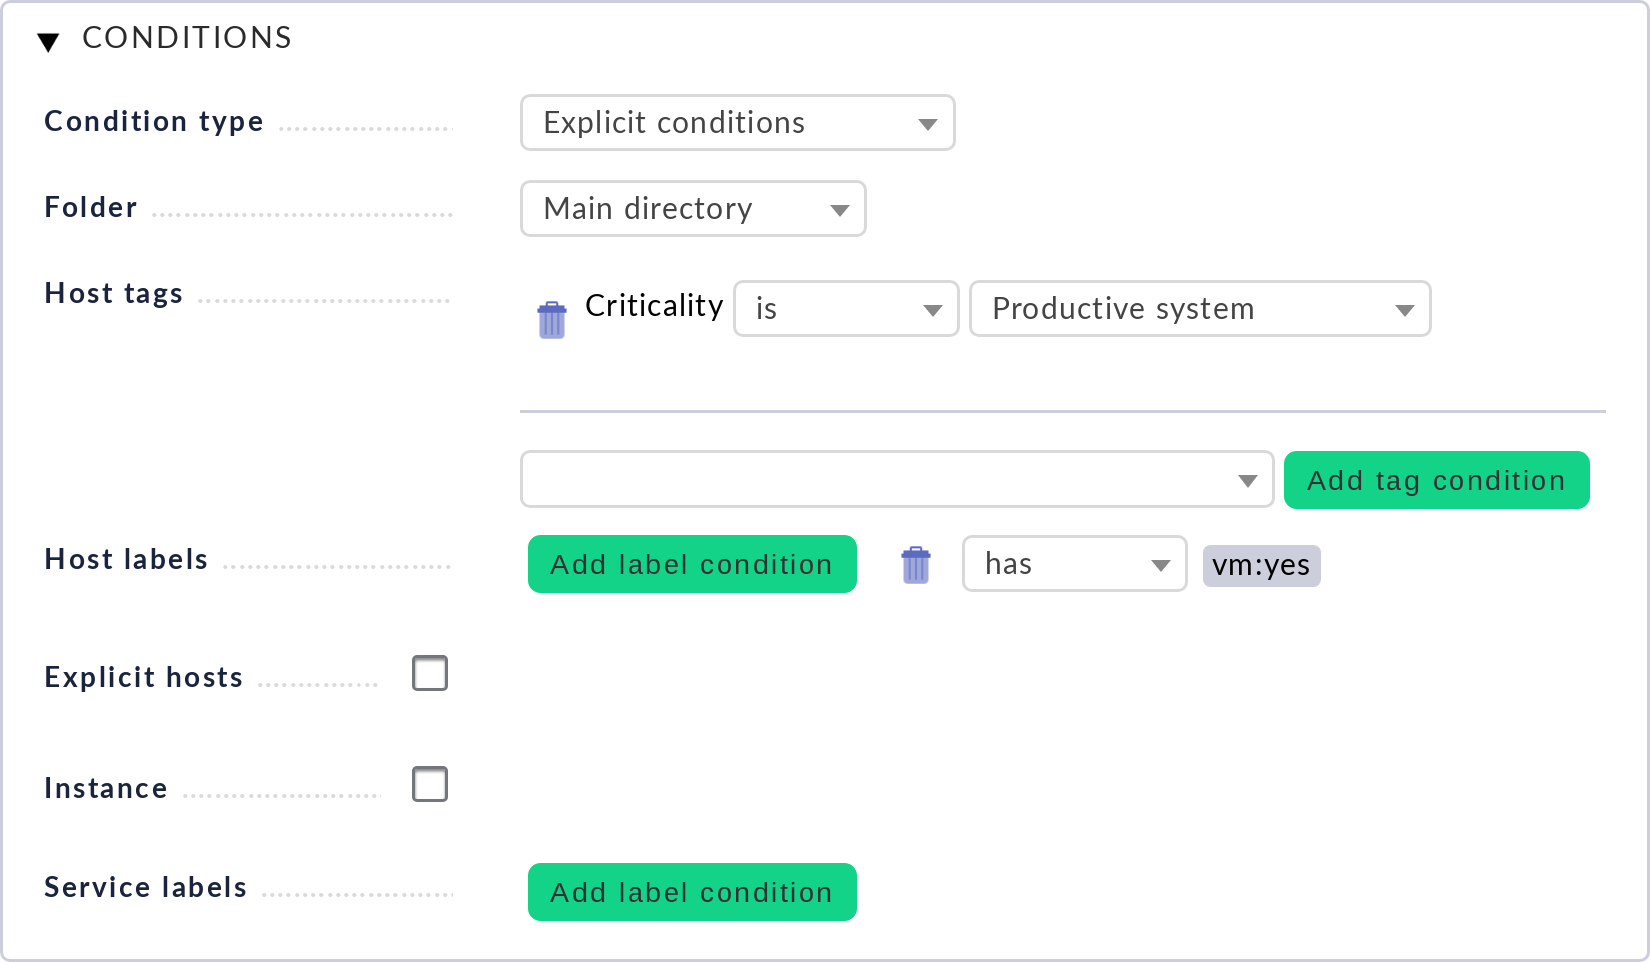 CONDITIONS
Condition type Explicit conditions
Folder Main directory
Host tags Criticality is Productive system
Add tag condition
Host labels Add label condition has vm:yes
Explicit hosts
Instance
Service labels Add label condition